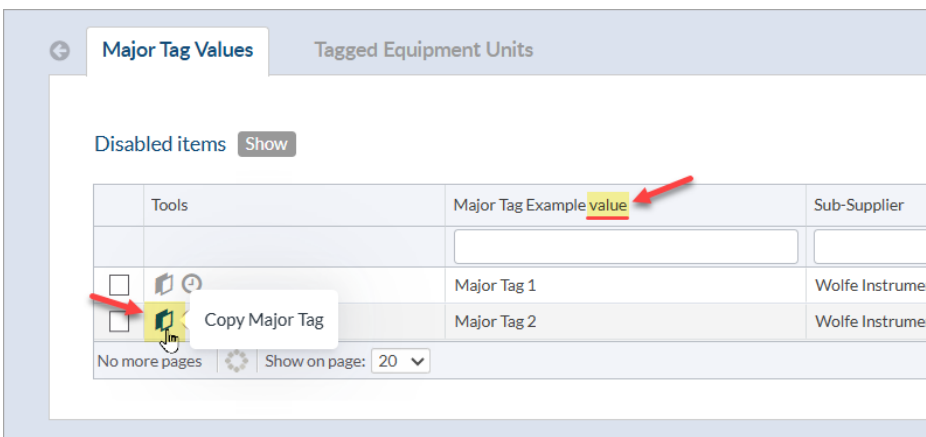 Major Tag Values Tagged Equipment Units
Disabled items Show
Tools Major Tag Example value Sub-Supplier
Major Tag 1 Wolfe Instrume
Copy Major Tag
Major Tag 2 Wolfe Instrume
No more pages Show on page: 20